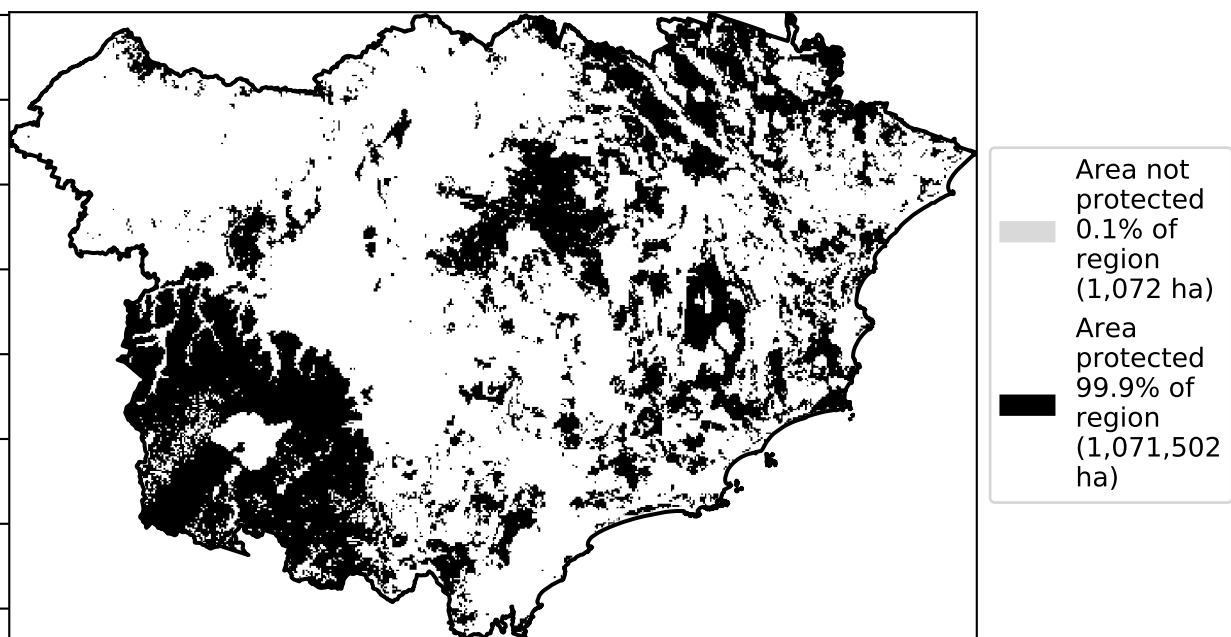 Area not
protected
0.1% of
region
(1,072 ha)
Area
protected
99.9% of
region
(1,071,502
ha)